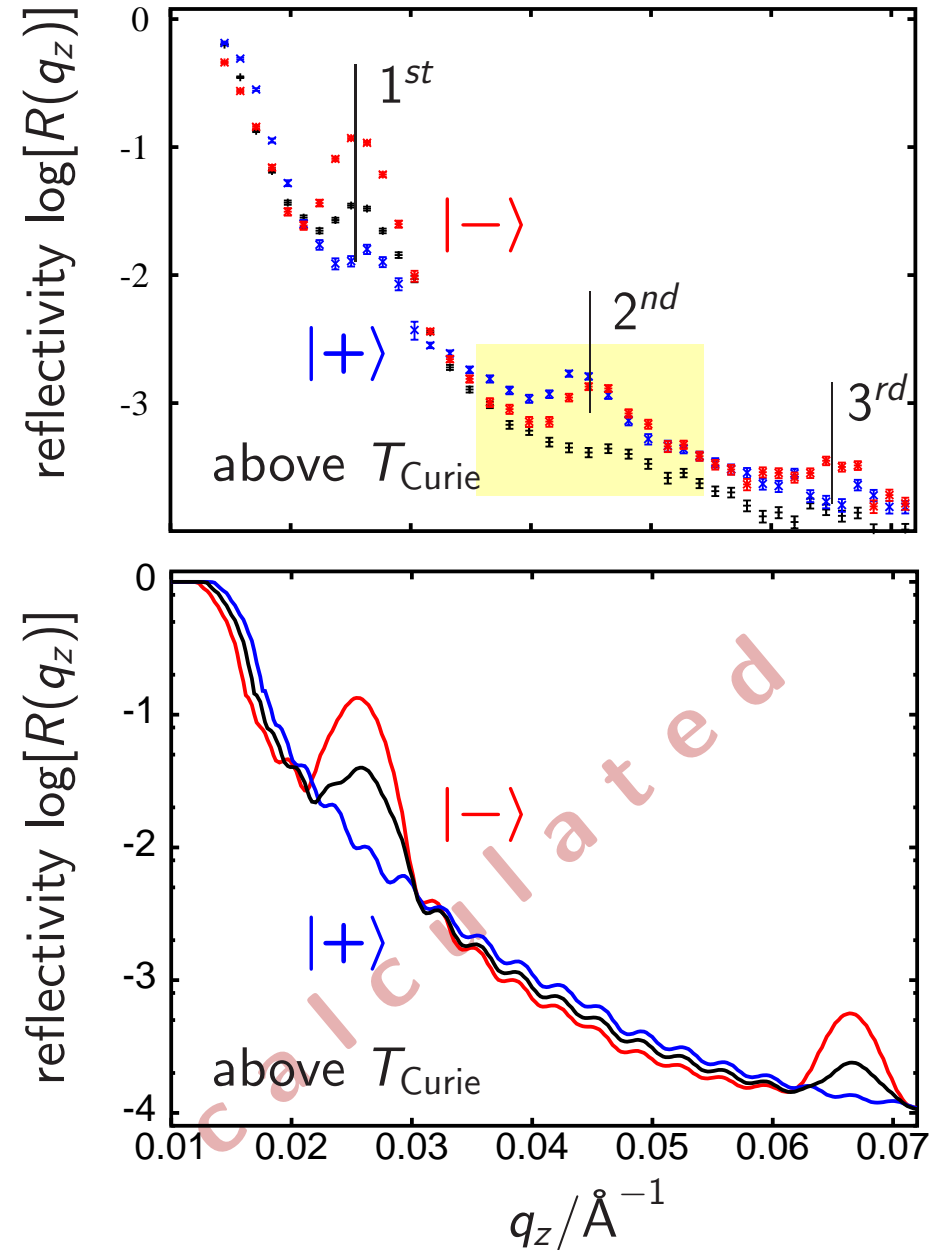 reflectivity log[R(q_z)]
0
-1
-2
-3
1^st
|−⟩
2^nd
|+⟩
3^rd
above T_Curie
reflectivity log[R(q_z)]
0
-1
-2
-3
-4
calculated
|−⟩
|+⟩
above T_Curie
0.01 0.02 0.03 0.04 0.05 0.06 0.07
q_z/Å^−1